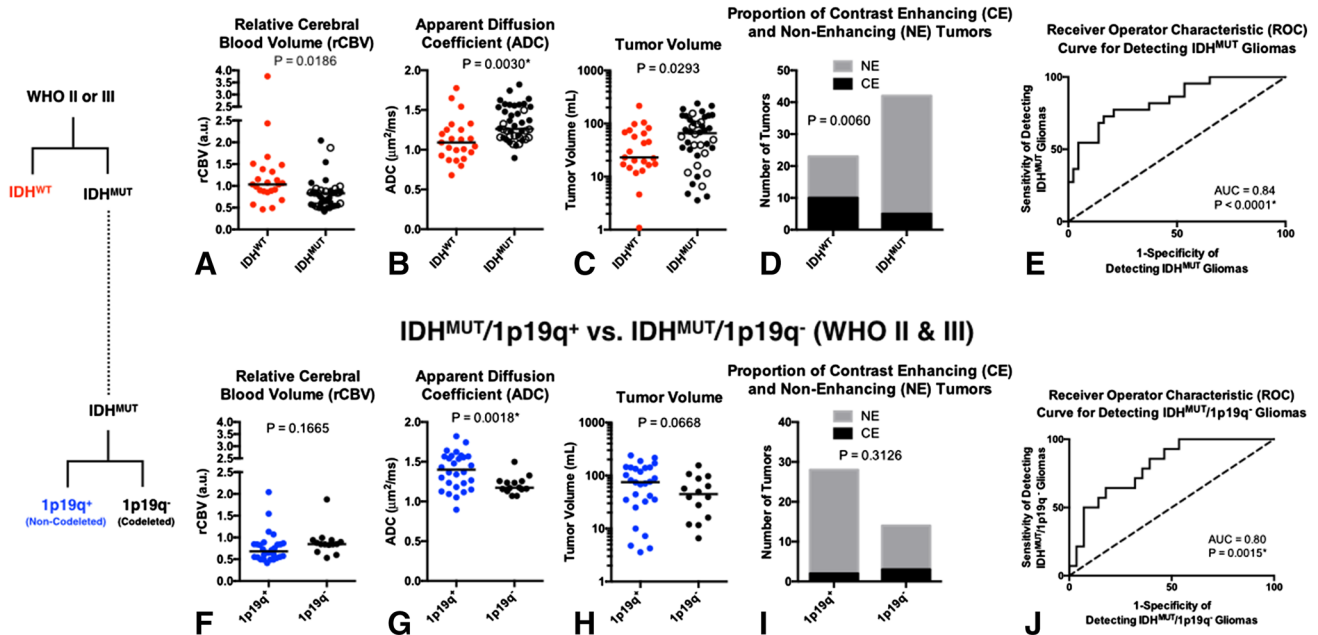 WHO II or III
IDHWT
IDHMUT
IDHMUT
1p19q+
(Non-Codeleted)
1p19q-
(Codeleted)
Relative Cerebral
Blood Volume (rCBV)
P = 0.0186
rCBV (a.u.)
4.0
3.5
3.0
2.5
2.5
2.0
1.5
1.0
0.5
0.0
IDHWT
IDHMUT
A
Apparent Diffusion
Coefficient (ADC)
P = 0.0030*
ADC (μm2/ms)
2.0
1.5
1.0
0.5
0.0
IDHWT
IDHMUT
B
Tumor Volume
P = 0.0293
Tumor Volume (mL)
1000
100
10
1
IDHWT
IDHMUT
C
Proportion of Contrast Enhancing (CE)
and Non-Enhancing (NE) Tumors
NE
CE
P = 0.0060
Number of Tumors
50
40
30
20
10
0
IDHWT
IDHMUT
D
Receiver Operator Characteristic (ROC)
Curve for Detecting IDHMUT Gliomas
Sensitivity of Detecting
IDHMUT Gliomas
100
50
0
AUC = 0.84
P < 0.0001*
0
50
100
1-Specificity of
Detecting IDHMUT Gliomas
E
IDHMUT/1p19q+ vs. IDHMUT/1p19q- (WHO II & III)
Relative Cerebral
Blood Volume (rCBV)
P = 0.1665
rCBV (a.u.)
4.0
3.5
3.0
2.5
2.5
2.0
1.5
1.0
0.5
0.0
1p19q+
1p19q-
F
Apparent Diffusion
Coefficient (ADC)
P = 0.0018*
ADC (μm2/ms)
2.0
1.5
1.0
0.5
0.0
1p19q+
1p19q-
G
Tumor Volume
P = 0.0668
Tumor Volume (mL)
1000
100
10
1
1p19q+
1p19q-
H
Proportion of Contrast Enhancing (CE)
and Non-Enhancing (NE) Tumors
NE
CE
P = 0.3126
Number of Tumors
40
30
20
10
0
1p19q+
1p19q-
I
Receiver Operator Characteristic (ROC)
Curve for Detecting IDHMUT/1p19q- Gliomas
Sensitivity of Detecting
IDHMUT/1p19q- Gliomas
100
50
0
AUC = 0.80
P = 0.0015*
0
50
100
1-Specificity of
Detecting IDHMUT/1p19q- Gliomas
J